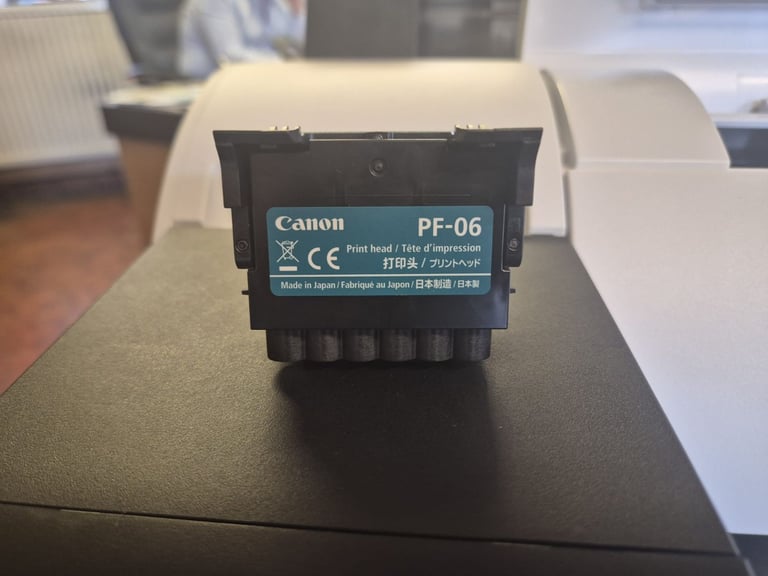 Canon PF-06
Print head / Tête d'impression
打印头 / プリントヘッド
CE
Made in Japan / Fabriqué au Japon / 日本制造 / 日本製